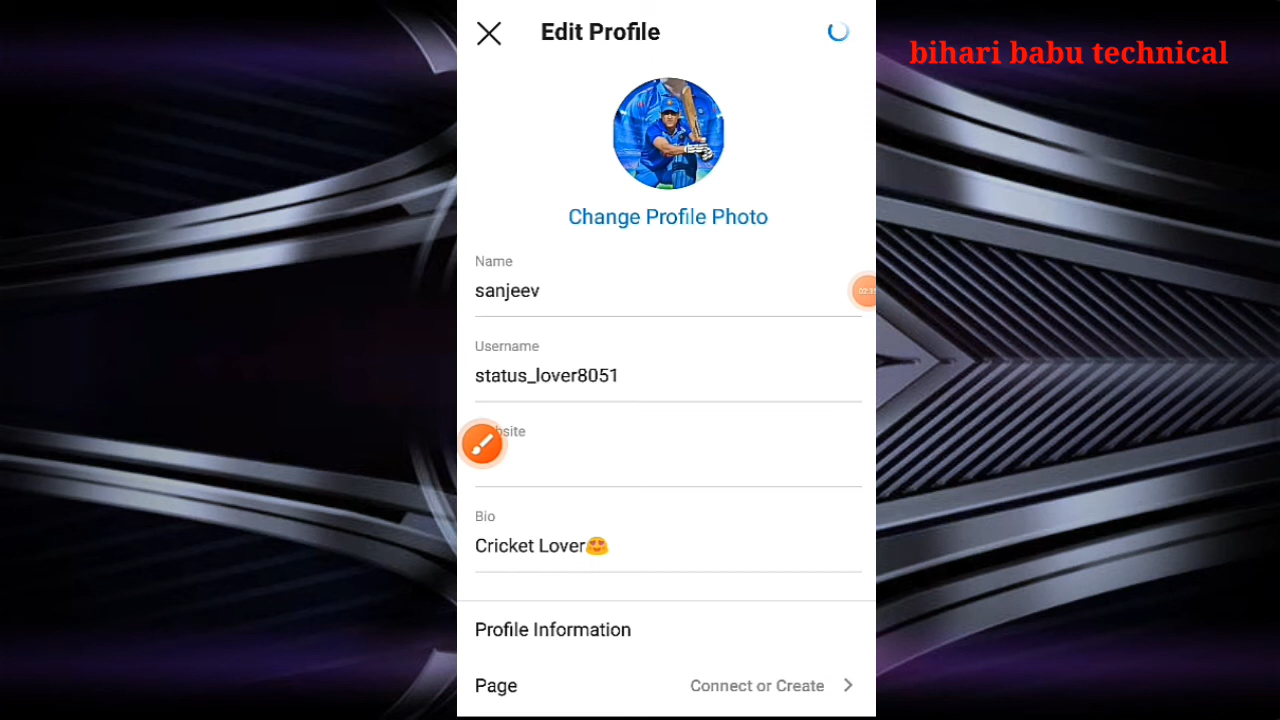 Edit Profile
bihari babu technical
Change Profile Photo
Name
sanjeev
Username
status_lover8051
Bio
Cricket Lover😍
Profile Information
Page
Connect or Create